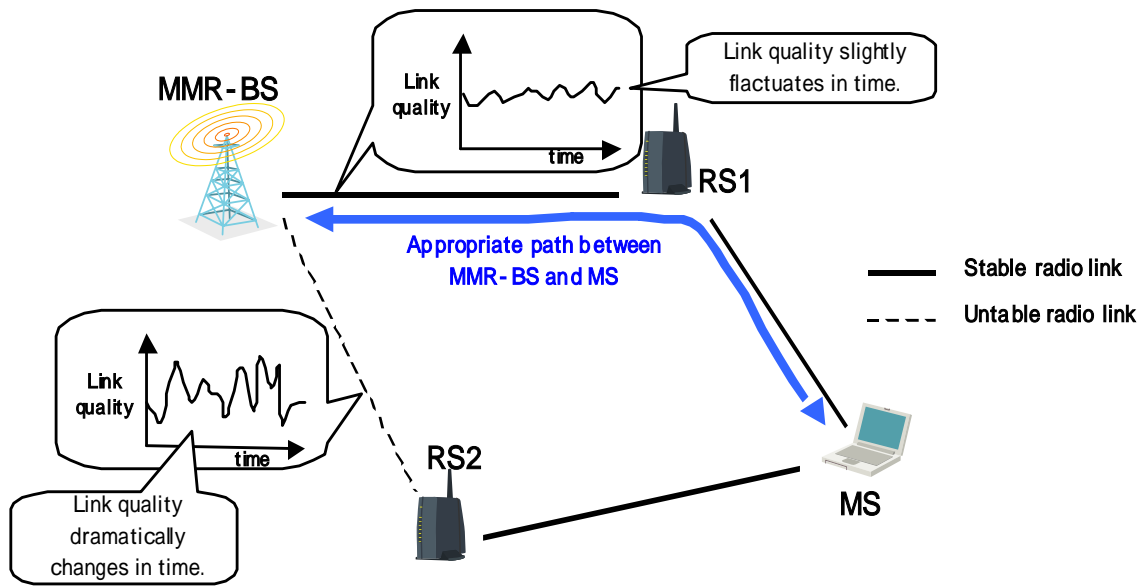 MMR-BS
Link
quality
time
Link quality slightly
flactuates in time.
RS1
Appropriate path between
MMR-BS and MS
Stable radio link
Untable radio link
Link
quality
time
Link quality
dramatically
changes in time.
RS2
MS